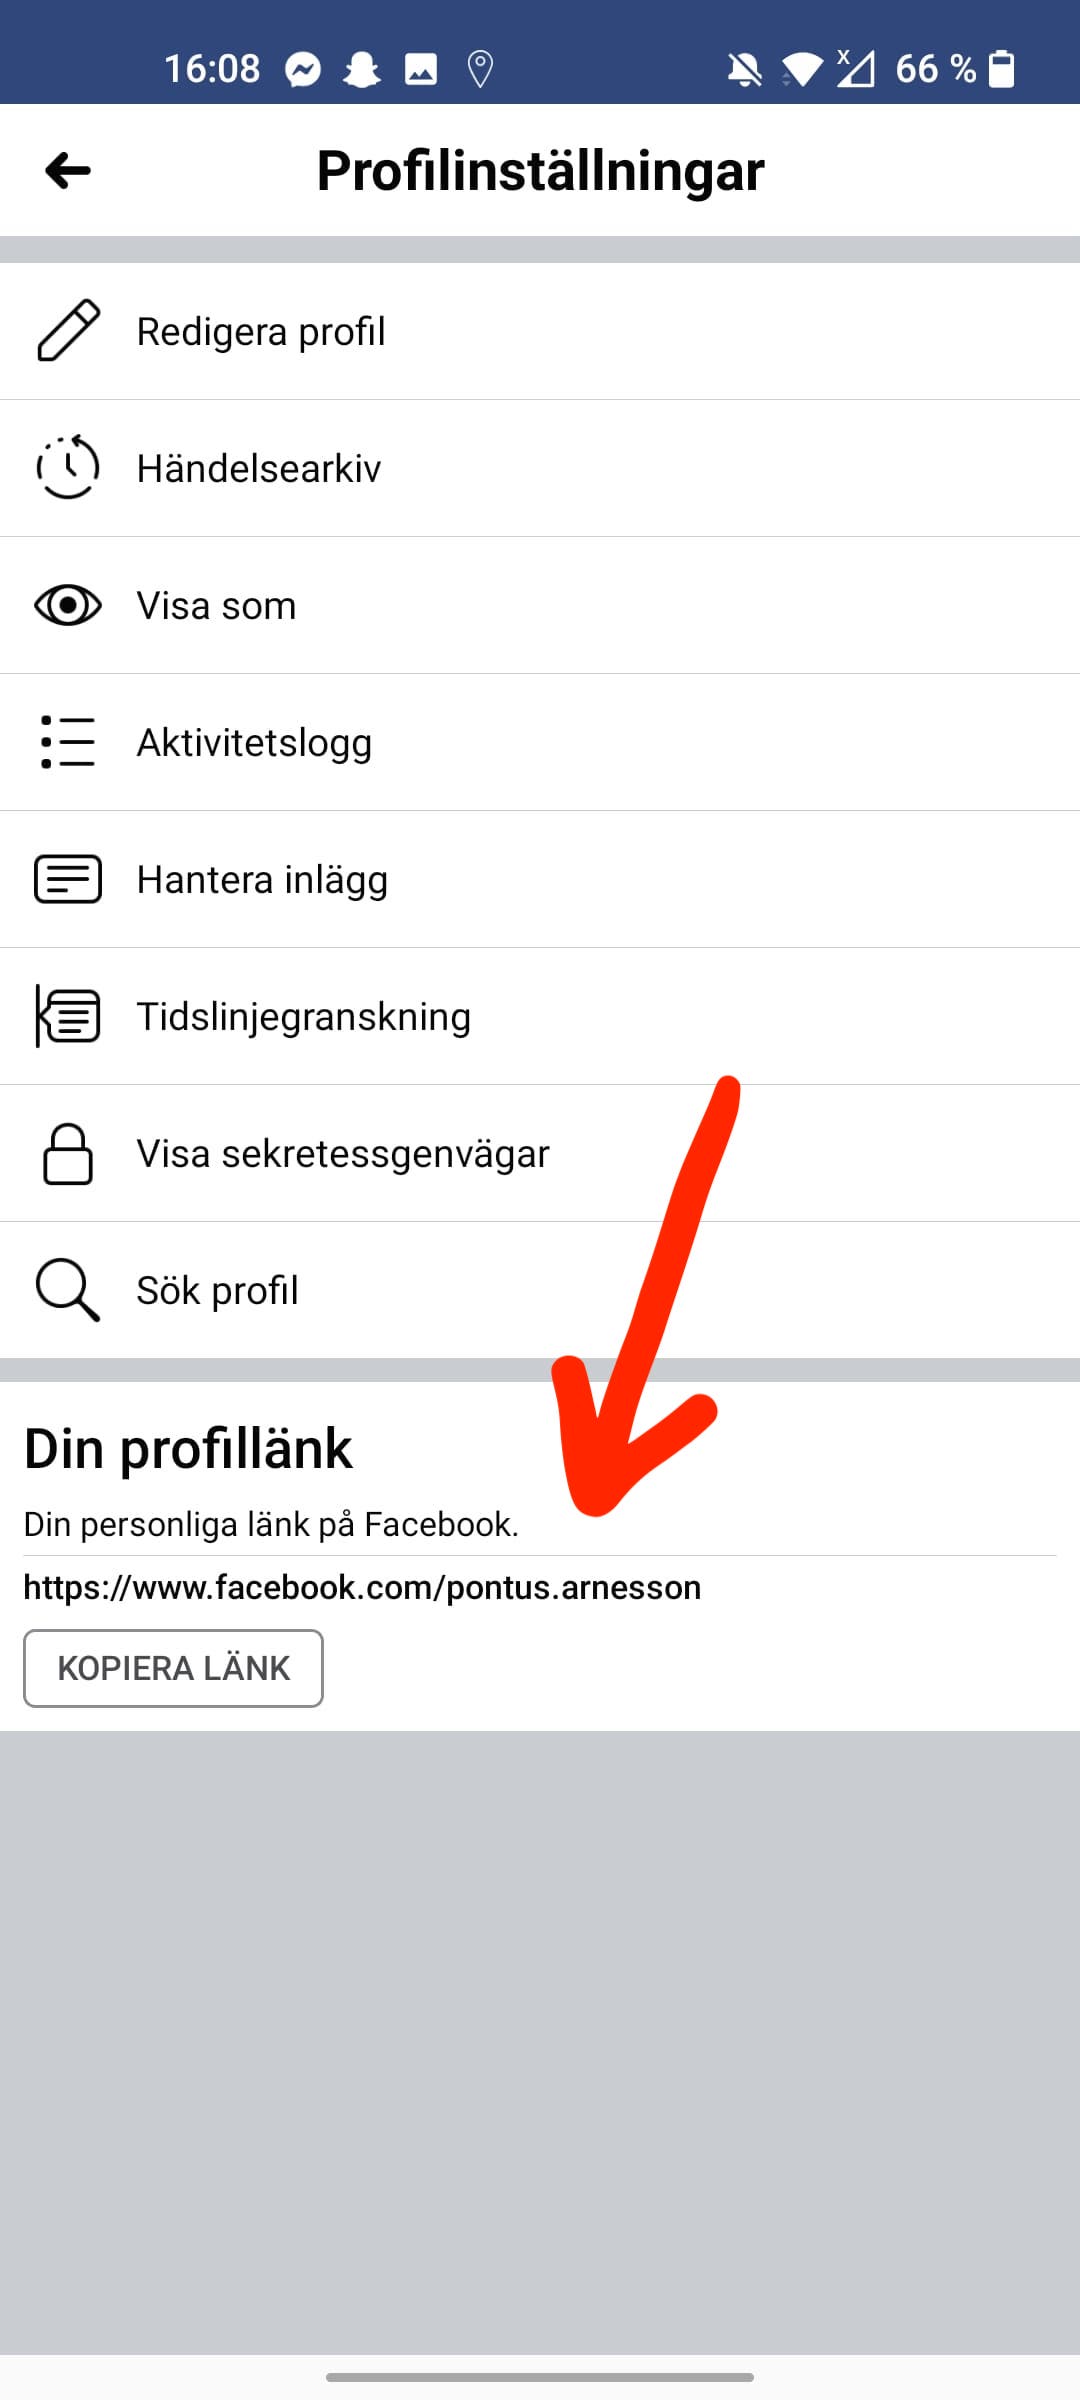 16:08
66 %
Profilinställningar
Redigera profil
Händelsearkiv
Visa som
Aktivitetslogg
Hantera inlägg
Tidslinjegranskning
Visa sekretessgenvägar
Sök profil
Din profillänk
Din personliga länk på Facebook.
https://www.facebook.com/pontus.arnesson
KOPIERA LÄNK